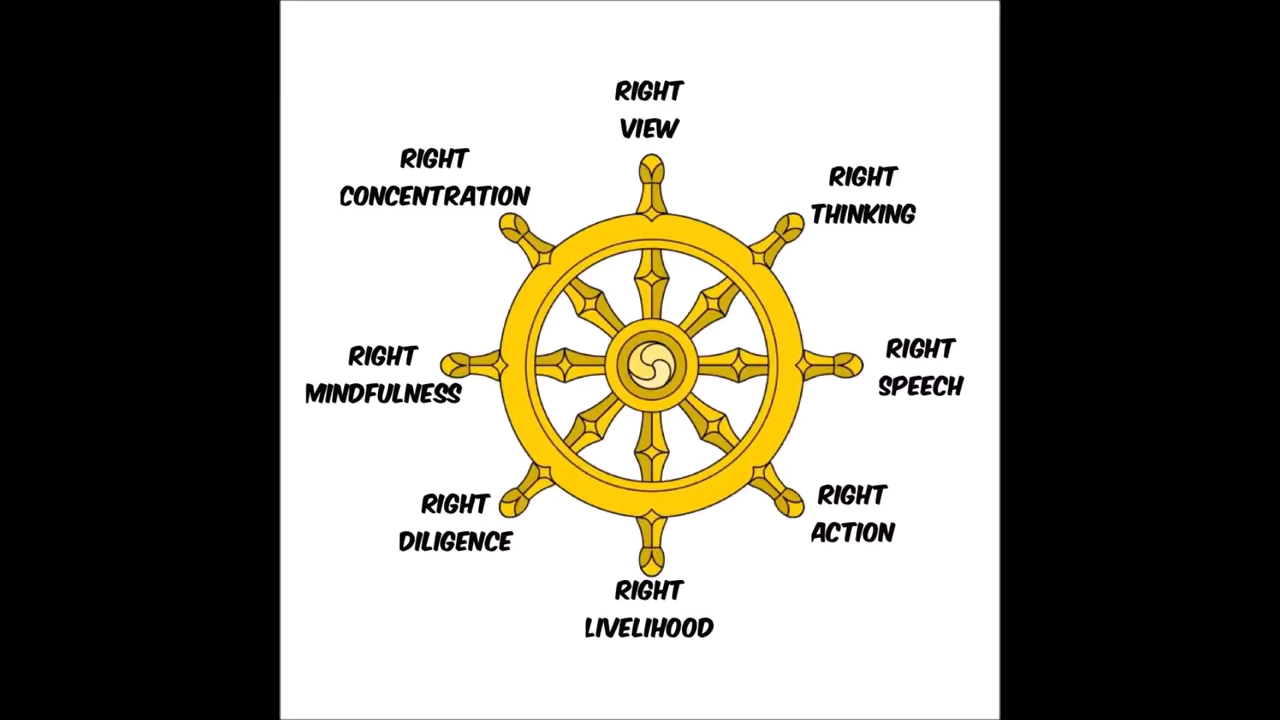 RIGHT
VIEW
RIGHT
THINKING
RIGHT
SPEECH
RIGHT
ACTION
RIGHT
LIVELIHOOD
RIGHT
DILIGENCE
RIGHT
MINDFULNESS
RIGHT
CONCENTRATION